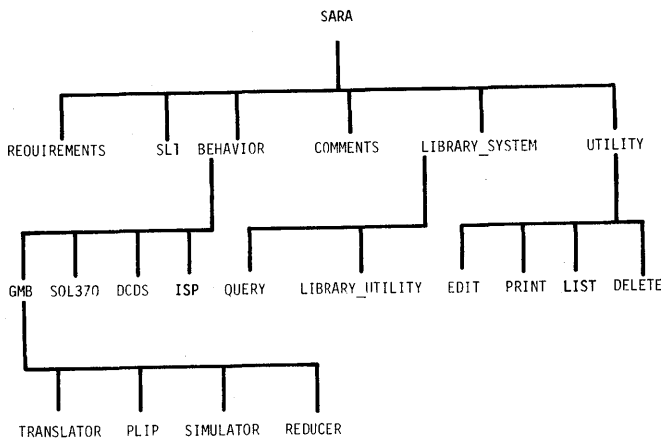 SARA
REQUIREMENTS SL1 BEHAVIOR COMMENTS LIBRARY_SYSTEM UTILITY
GMB SOL370 DCDS ISP QUERY LIBRARY_UTILITY EDIT PRINT LIST DELETE
TRANSLATOR PLIP SIMULATOR REDUCER